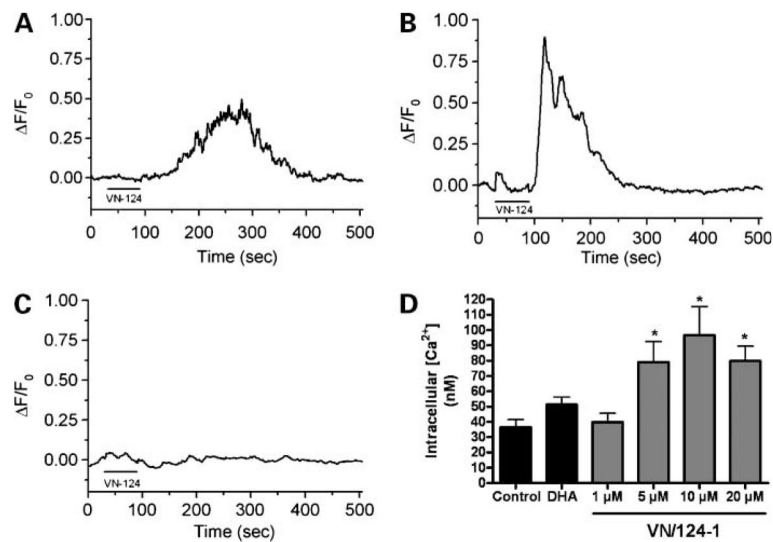 A
1.00
0.75
0.50
0.25
0.00
ΔF/F0
VN-124
0 100 200 300 400 500
Time (sec)
B
1.00
0.75
0.50
0.25
0.00
ΔF/F0
VN-124
0 100 200 300 400 500
Time (sec)
C
1.00
0.75
0.50
0.25
0.00
ΔF/F0
VN-124
0 100 200 300 400 500
Time (sec)
D
120
110
100
90
80
70
60
50
40
30
20
10
0
Intracellular [Ca2+]
(nM)
* * *
Control DHA 1 μM 5 μM 10 μM 20 μM
VN/124-1